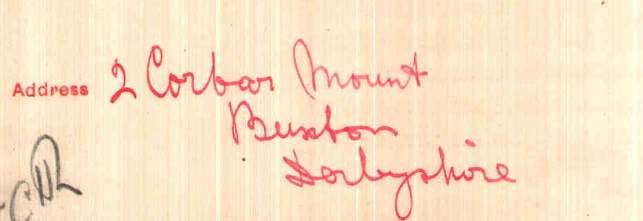 Address 2 Corbar Mount
Buxton
Derbyshire